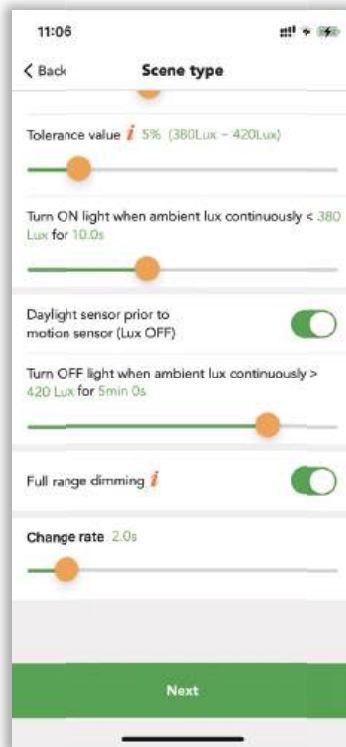 11:06
Back
Scene type
Tolerance value i 5% (380Lux – 420Lux)
Turn ON light when ambient lux continuously < 380
Lux for 10.0s
Daylight sensor prior to
motion sensor (Lux OFF)
Turn OFF light when ambient lux continuously >
420 Lux for 5min 0s
Full range dimming i
Change rate 2.0s
Next